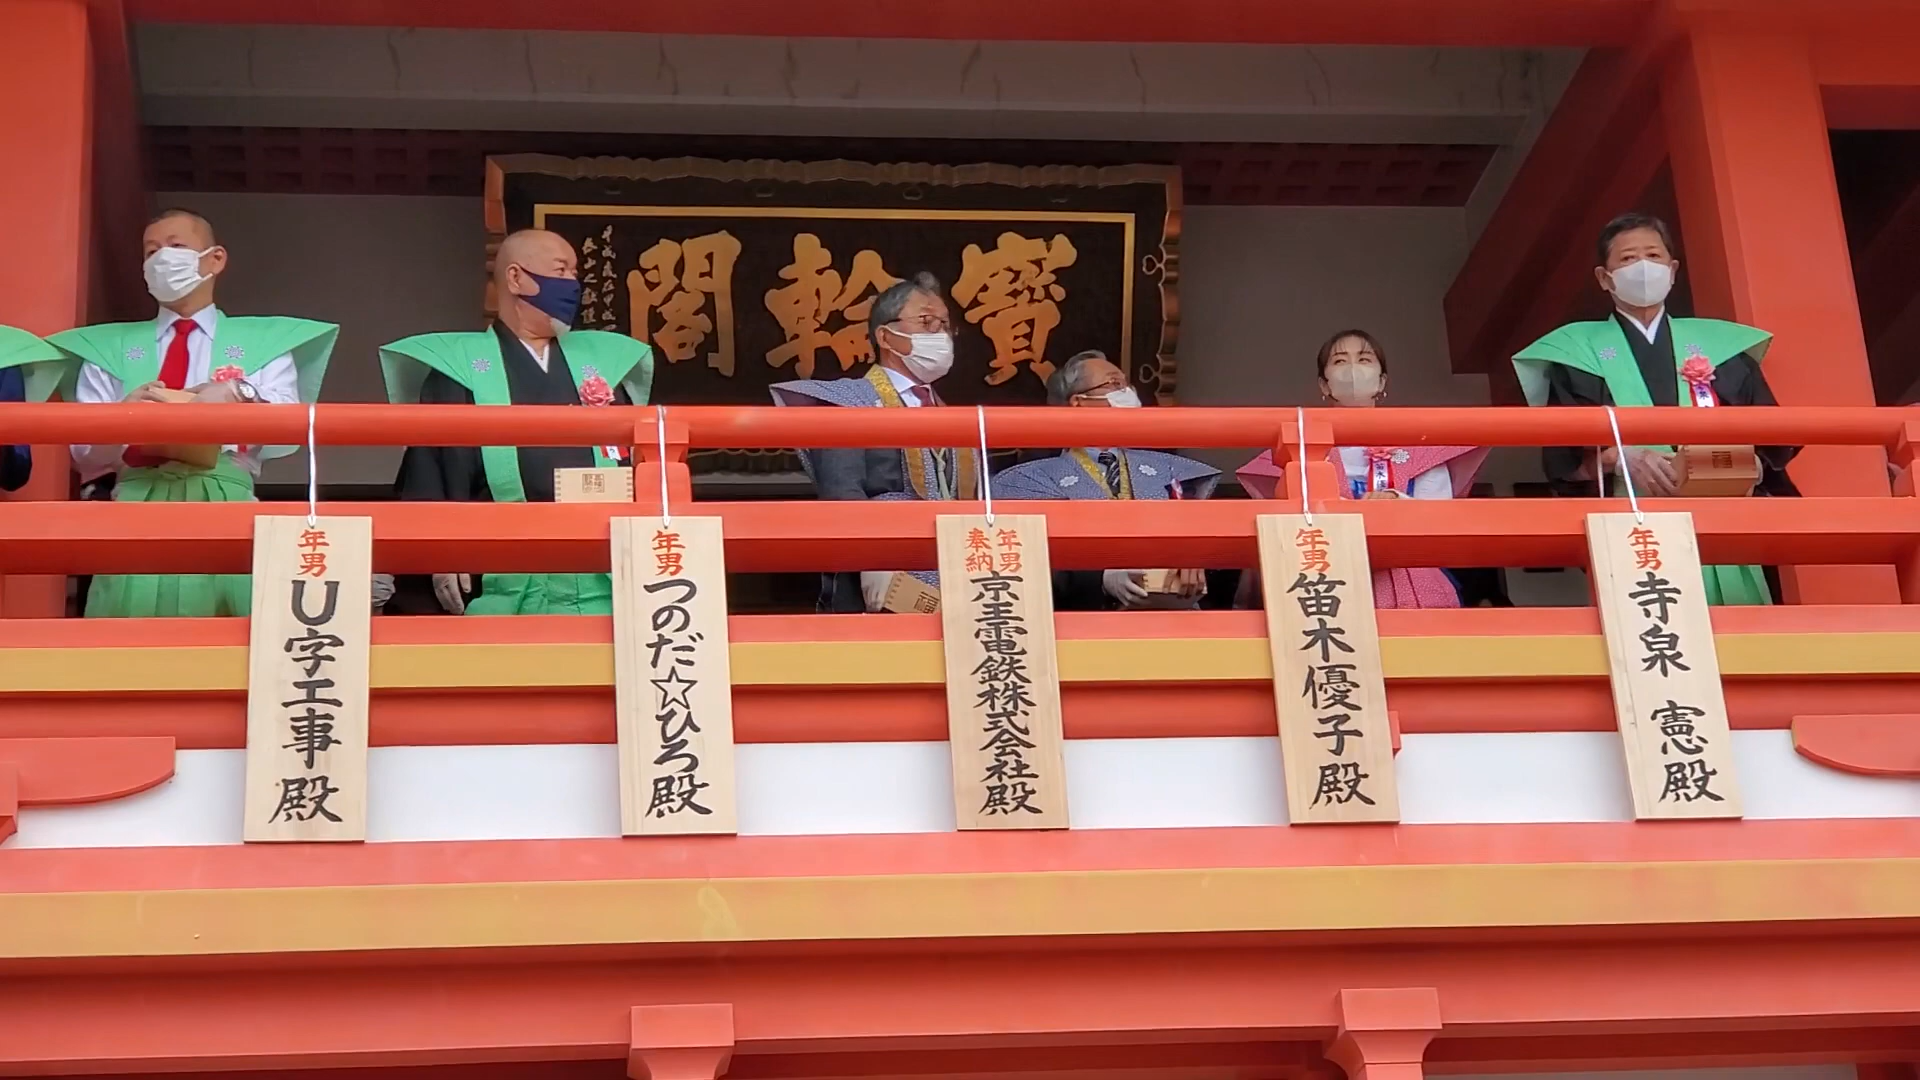 寶輪閣
年男
U字工事殿
年男
つのだ☆ひろ殿
年男
奉納
京王電鉄株式会社殿
年男
笛木優子殿
年男
寺泉 憲殿